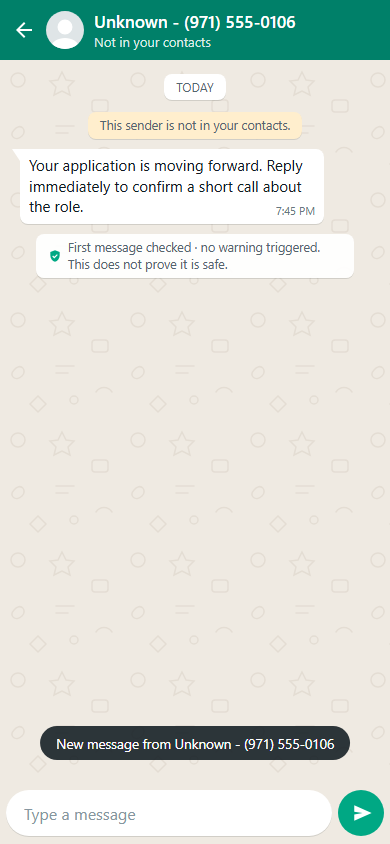 Unknown - (971) 555-0106
Not in your contacts
TODAY
This sender is not in your contacts.
Your application is moving forward. Reply
immediately to confirm a short call about
the role.
7:45 PM
First message checked · no warning triggered.
This does not prove it is safe.
New message from Unknown - (971) 555-0106
Type a message